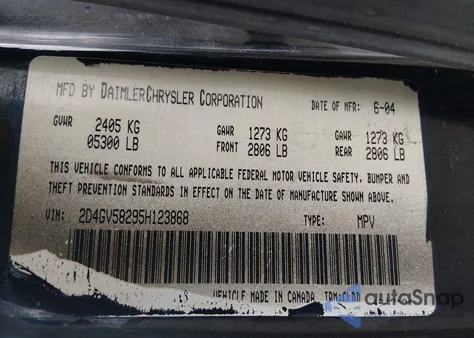 MFD BY DAIMLERCHRYSLER CORPORATION DATE OF MFR: 6-04
GVWR 2405 KG GAWR 1273 KG GAWR 1273 KG
05300 LB FRONT 2806 LB REAR 2806 LB
THIS VEHICLE CONFORMS TO ALL APPLICABLE FEDERAL MOTOR VEHICLE SAFETY, BUMPER AND
THEFT PREVENTION STANDARDS IN EFFECT ON THE DATE OF MANUFACTURE SHOWN ABOVE.
VIN: 2D4GV58295H123868 TYPE: MPV
VEHICLE MADE IN CANADA
autoSnap